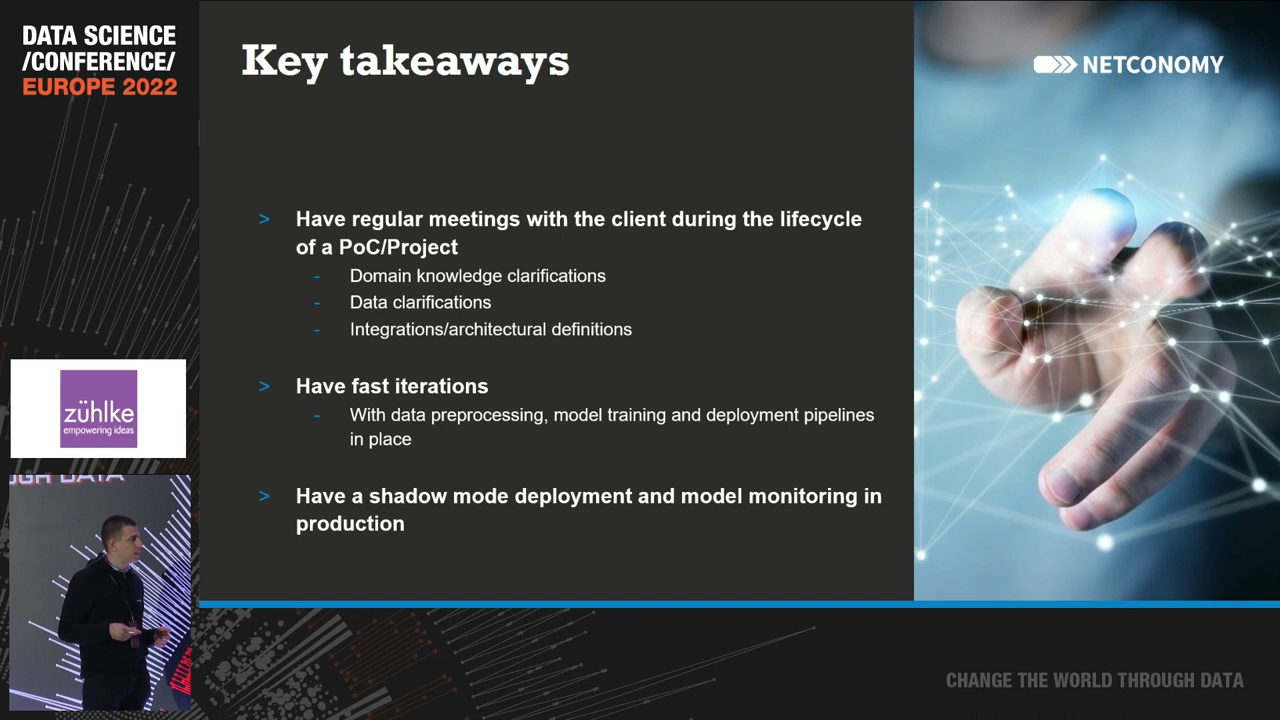 DATA SCIENCE
/CONFERENCE/
EUROPE 2022
Key takeaways
NETCONOMY
> Have regular meetings with the client during the lifecycle
of a PoC/Project
- Domain knowledge clarifications
- Data clarifications
- Integrations/architectural definitions
> Have fast iterations
- With data preprocessing, model training and deployment pipelines
in place
> Have a shadow mode deployment and model monitoring in
production
zühlke
empowering ideas
DATA
CHANGE THE WORLD THROUGH DATA